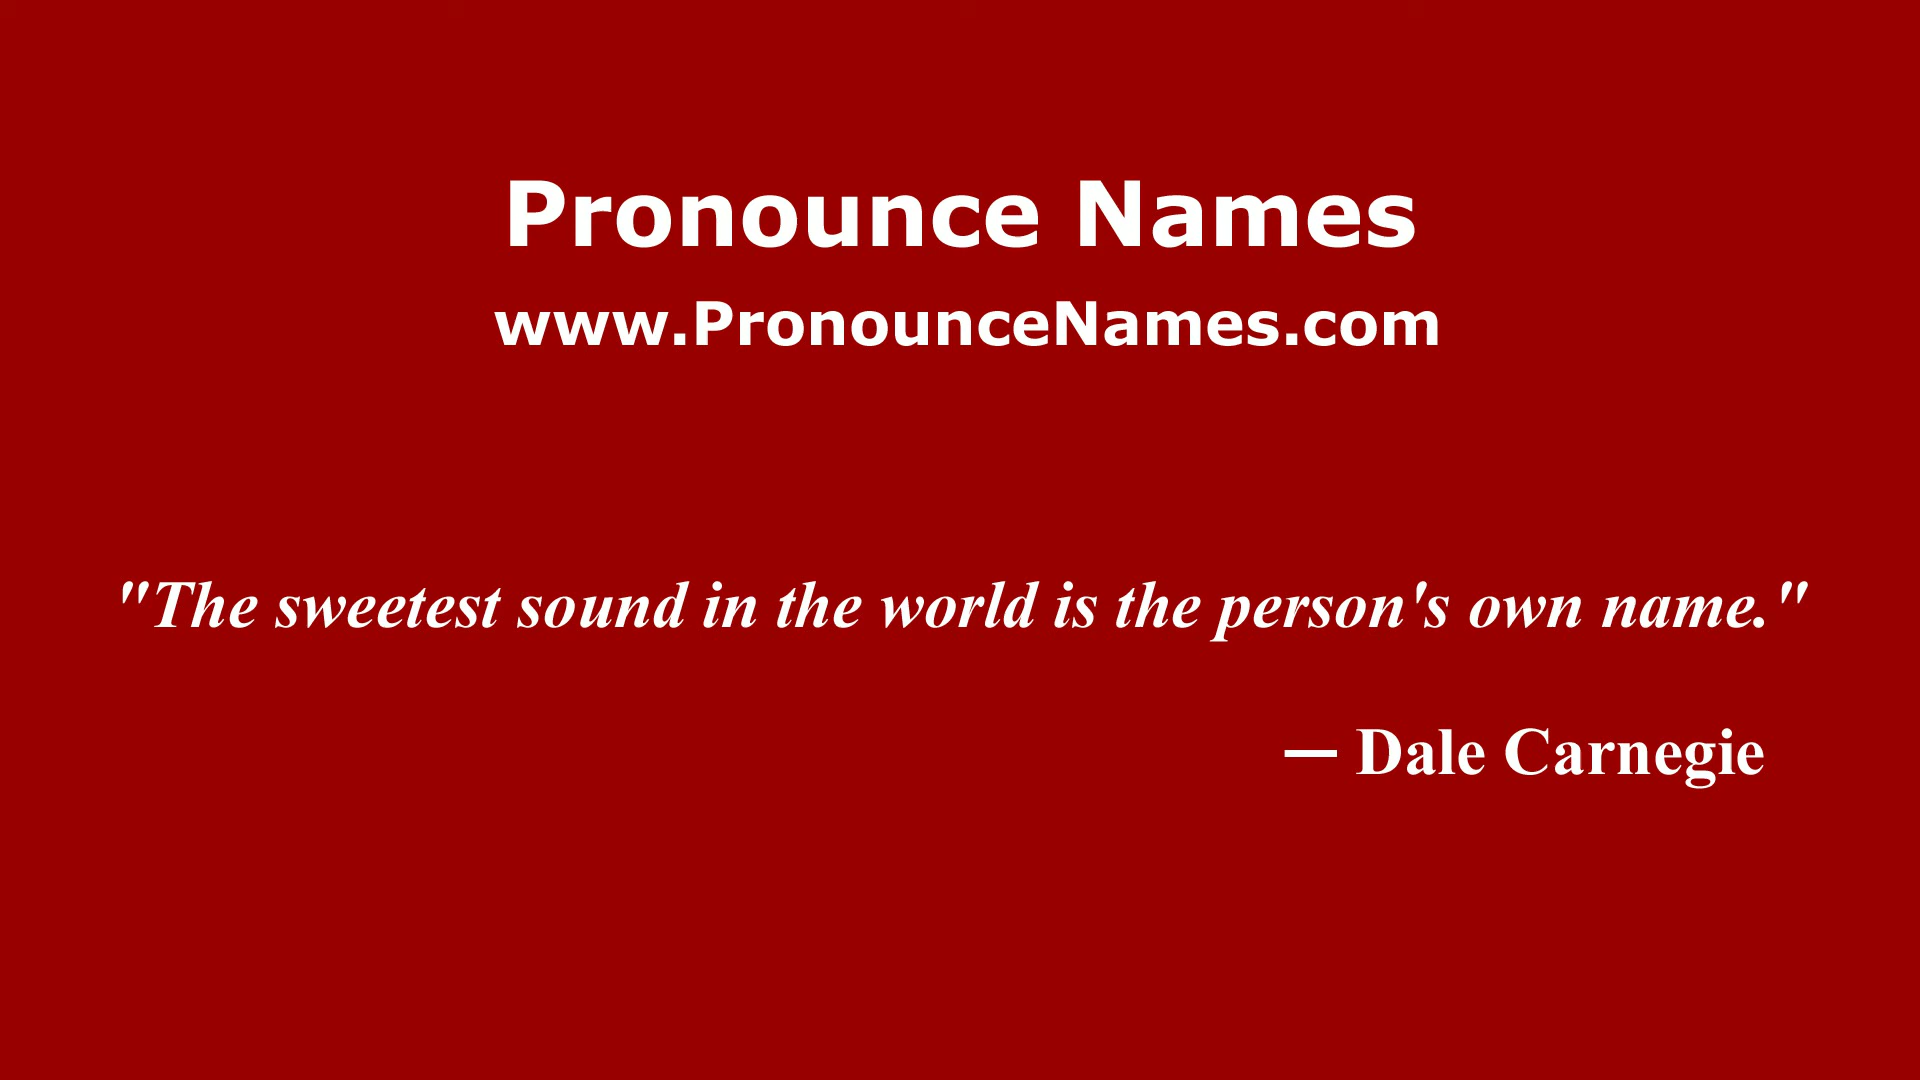 Pronounce Names
www.PronounceNames.com
"The sweetest sound in the world is the person's own name."
— Dale Carnegie